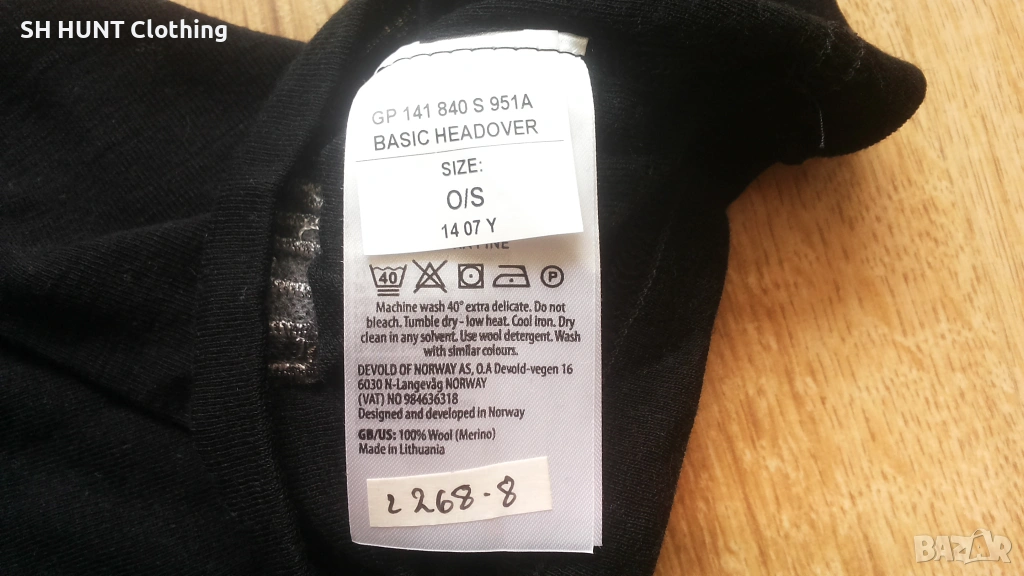 SH HUNT Clothing
GP 141 840 S 951A
BASIC HEADOVER
SIZE:
O/S
14 07 Y
40
P
Machine wash 40° extra delicate. Do not
bleach. Tumble dry - low heat. Cool iron. Dry
clean in any solvent. Use wool detergent. Wash
with similar colours.
DEVOLD OF NORWAY AS, O.A Devold-vegen 16
6030 N-Langevåg NORWAY
(VAT) NO 984636318
Designed and developed in Norway
GB/US: 100% Wool (Merino)
Made in Lithuania
2 268-8
BAZAR